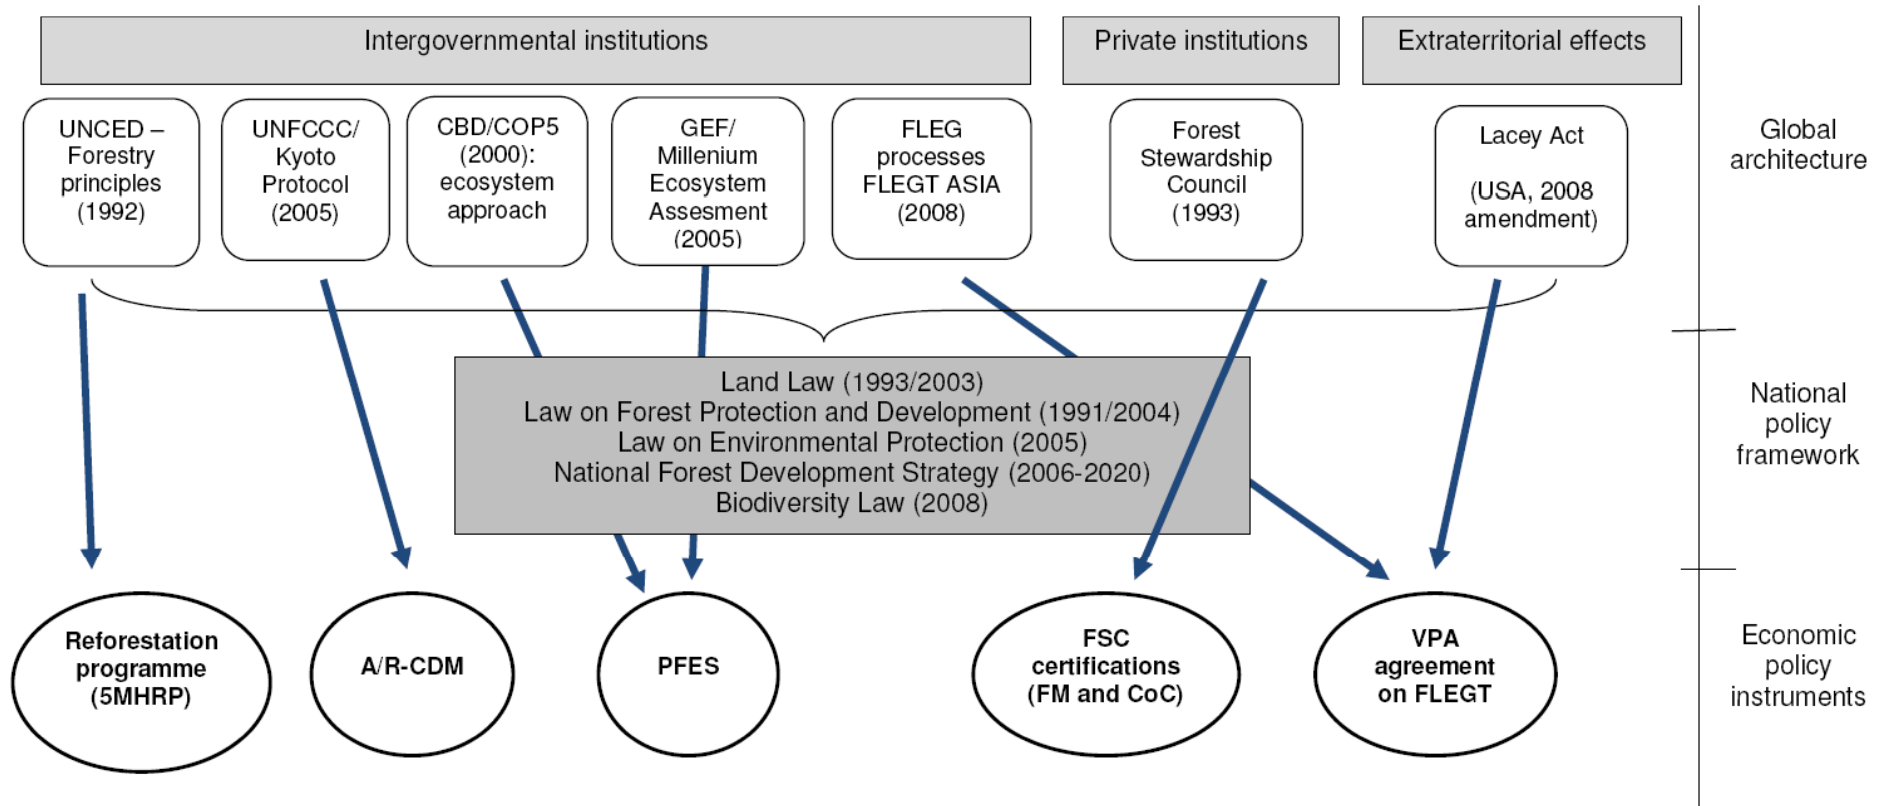 Intergovernmental institutions
Private institutions
Extraterritorial effects
UNCED –
Forestry
principles
(1992)
UNFCCC/
Kyoto
Protocol
(2005)
CBD/COP5
(2000):
ecosystem
approach
GEF/
Millenium
Ecosystem
Assesment
(2005)
FLEG
processes
FLEGT ASIA
(2008)
Forest
Stewardship
Council
(1993)
Lacey Act
(USA, 2008
amendment)
Global
architecture
Land Law (1993/2003)
Law on Forest Protection and Development (1991/2004)
Law on Environmental Protection (2005)
National Forest Development Strategy (2006-2020)
Biodiversity Law (2008)
National
policy
framework
Reforestation
programme
(5MHRP)
A/R-CDM
PFES
FSC
certifications
(FM and CoC)
VPA
agreement
on FLEGT
Economic
policy
instruments